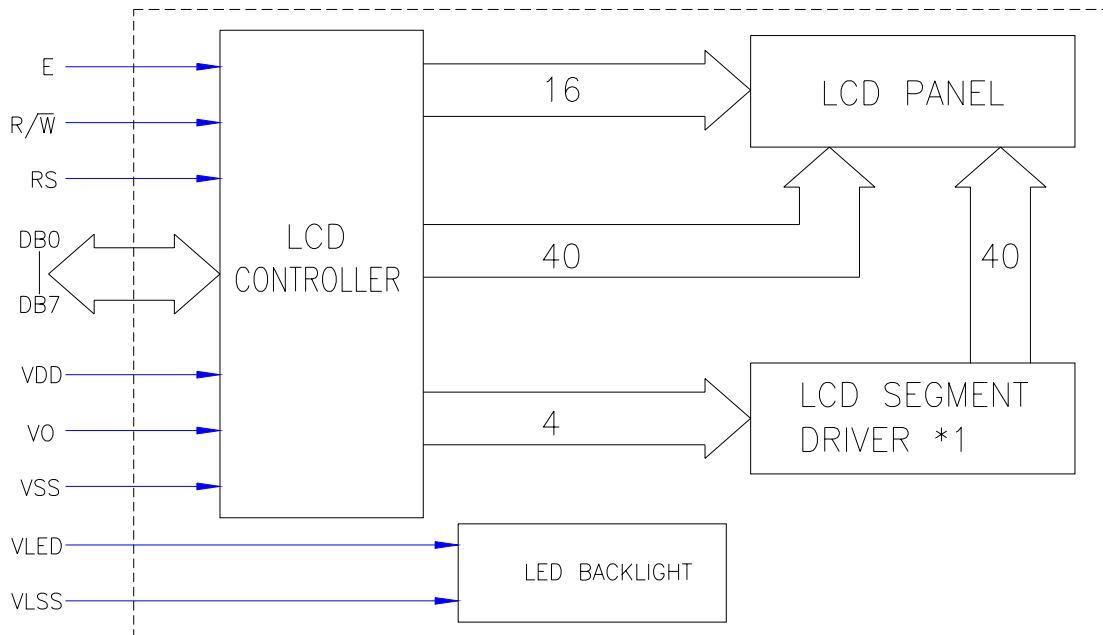 E
R/W̅
RS
DB0
DB7
VDD
VO
VSS
VLED
VLSS
LCD
CONTROLLER
16
40
4
LCD PANEL
40
LCD SEGMENT
DRIVER *1
LED BACKLIGHT